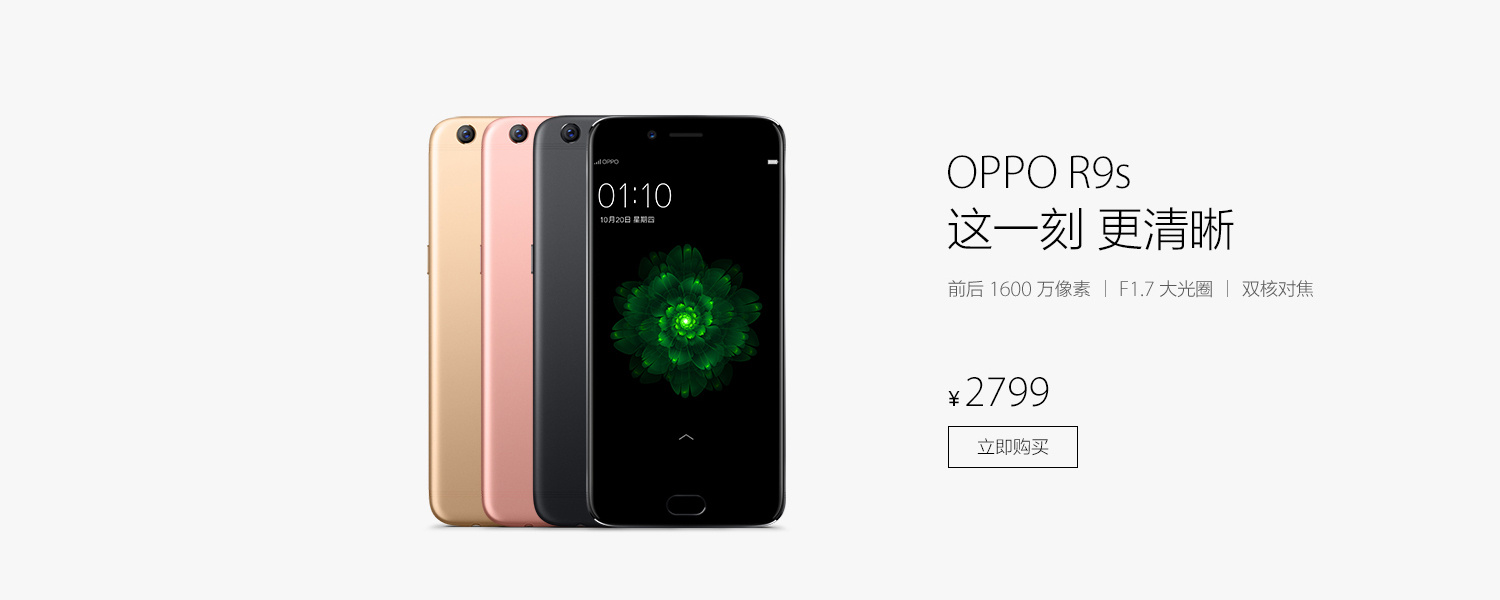 OPPO
01:10
10月20日 星期四
OPPO R9s
这一刻 更清晰
前后 1600 万像素 | F1.7 大光圈 | 双核对焦
¥2799
立即购买